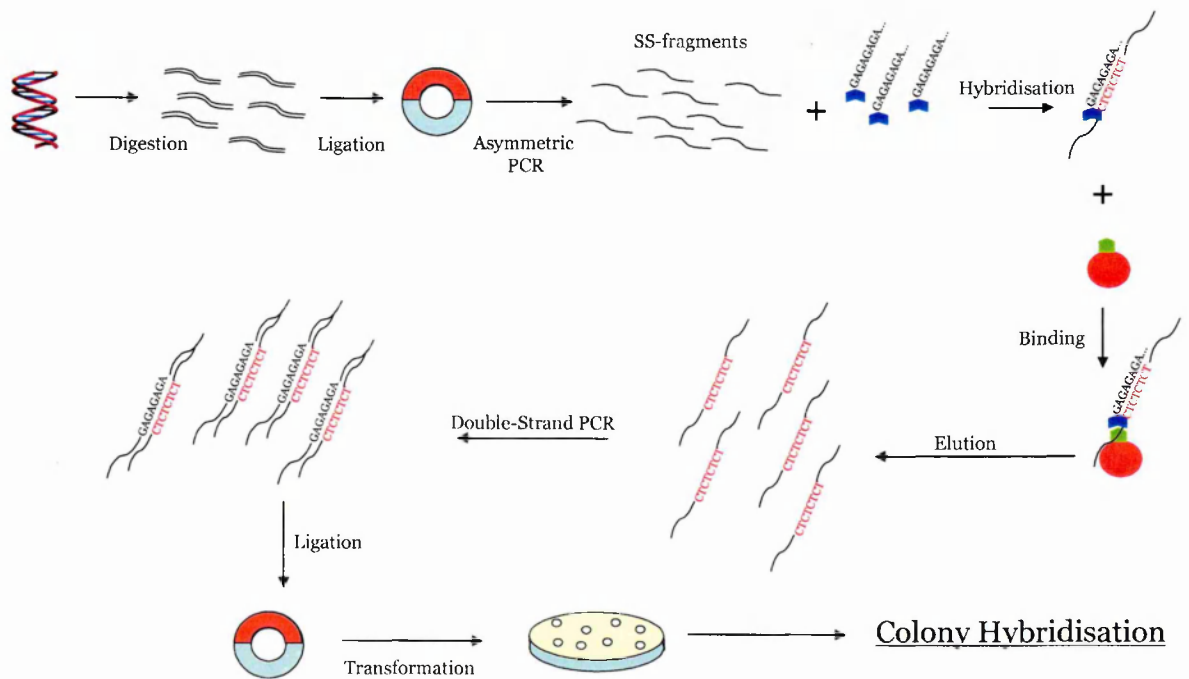 SS-fragments
GAGAGAGA...
GAGAGAGA...
GAGAGAGA...
GAGAGAGA...
CTCTCTCT
Hybridisation
Digestion
Ligation
Asymmetric
PCR
+
+
Binding
GAGAGAGA...
CTCTCTCT
Elution
CTCTCTCT
CTCTCTCT
CTCTCTCT
CTCTCTCT
CTCTCTCT
Double-Strand PCR
GAGAGAGA
CTCTCTCT
GAGAGAGA
CTCTCTCT
GAGAGAGA
CTCTCTCT
GAGAGAGA
CTCTCTCT
Ligation
Transformation
Colony Hybridisation